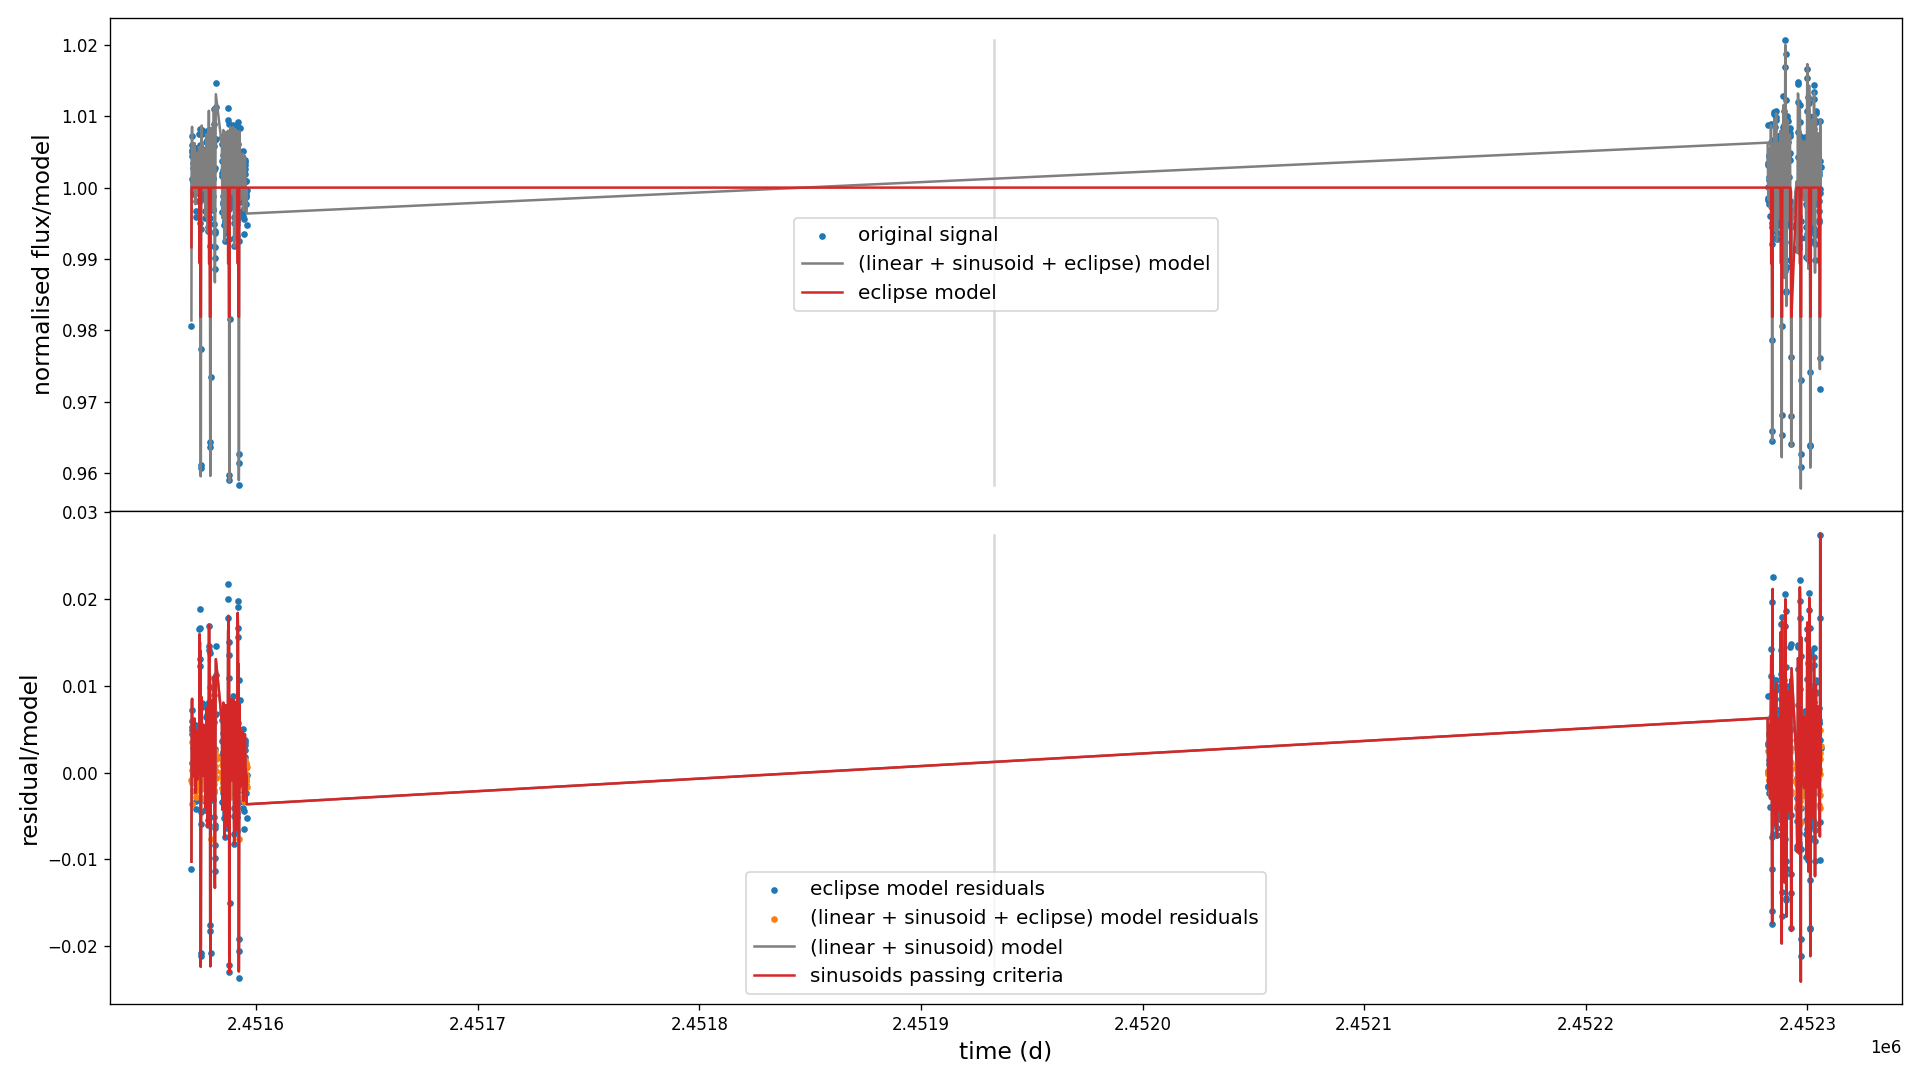 1.02
1.01
1.00
0.99
0.98
0.97
0.96
normalised flux/model
original signal
(linear + sinusoid + eclipse) model
eclipse model
0.03
0.02
0.01
0.00
−0.01
−0.02
residual/model
eclipse model residuals
(linear + sinusoid + eclipse) model residuals
(linear + sinusoid) model
sinusoids passing criteria
2.4516 2.4517 2.4518 2.4519 2.4520 2.4521 2.4522 2.4523
1e6
time (d)